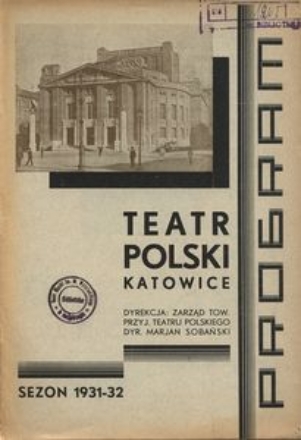 PROGRAM
TEATR
POLSKI
KATOWICE
DYREKCJA: ZARZĄD TOW.
PRZYJ. TEATRU POLSKIEGO
DYR. MARJAN SOBAŃSKI
SEZON 1931-32